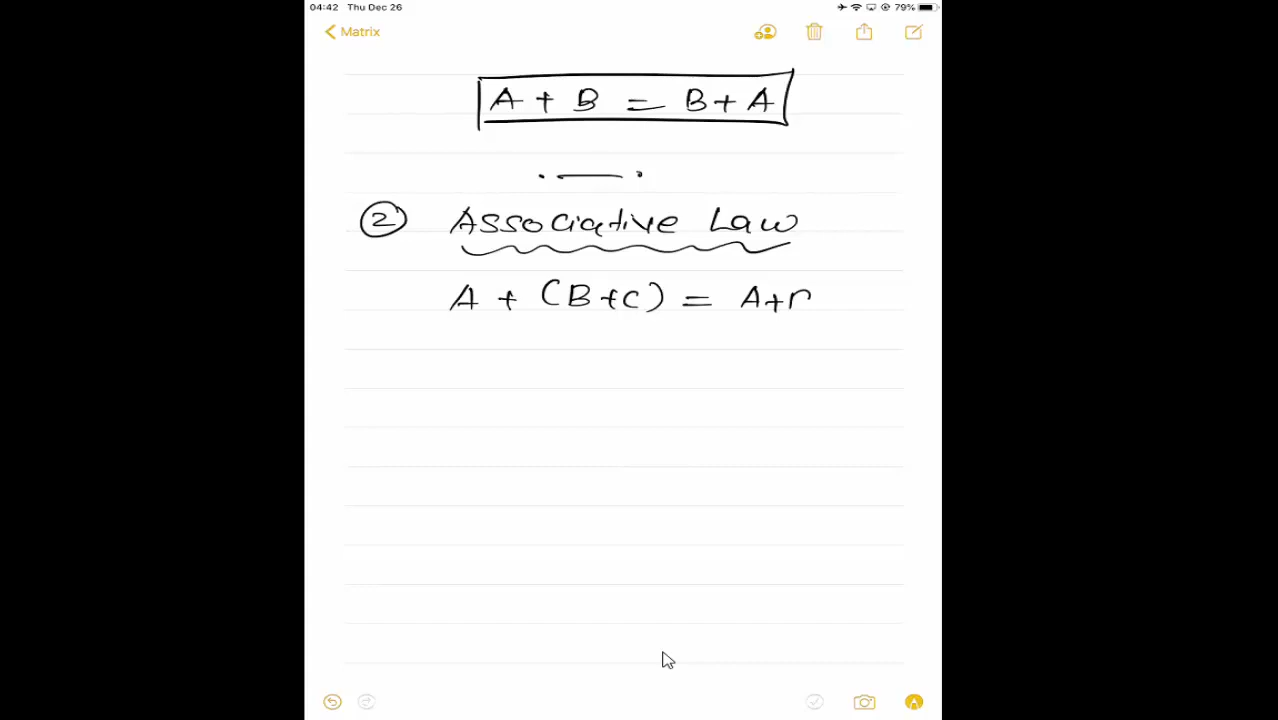 04:42 Thu Dec 26 79%
Matrix
A + B = B + A
② Associative Law
A + (B+C) = A+